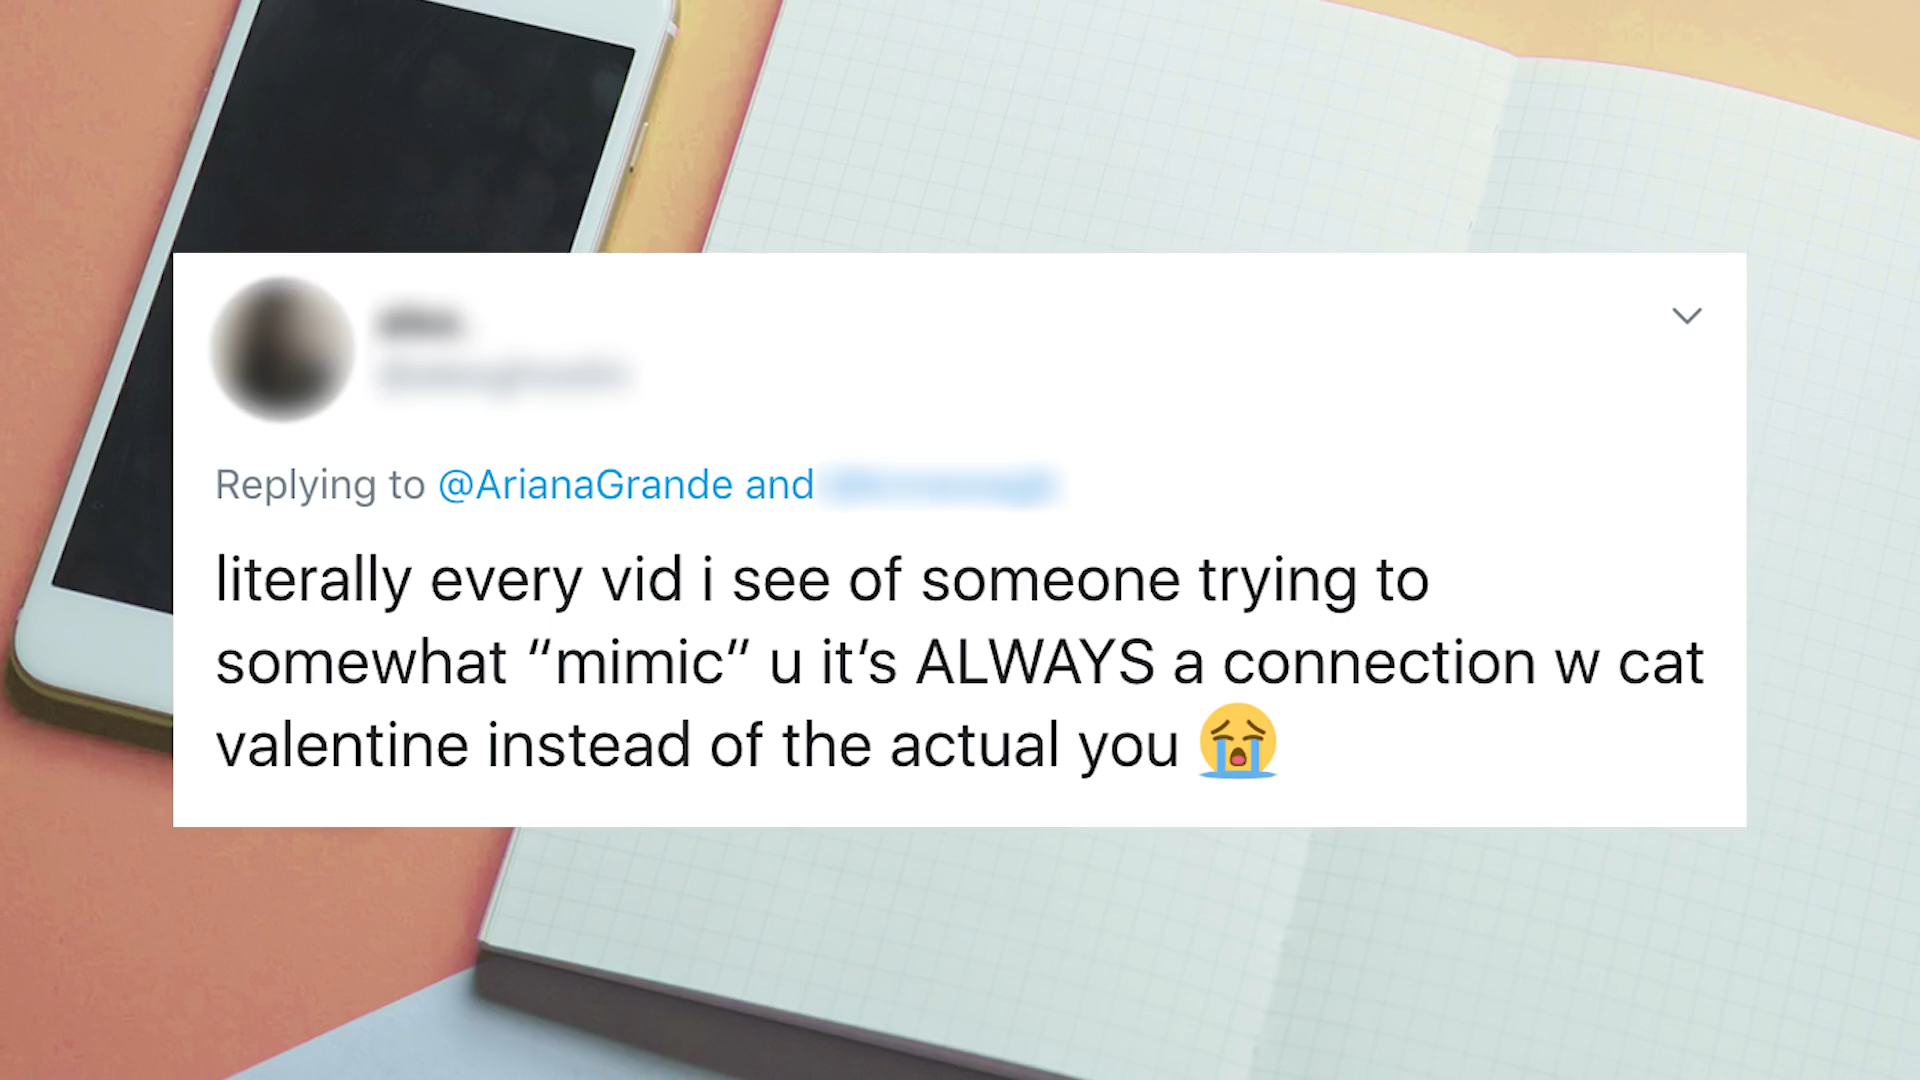 Replying to @ArianaGrande and
literally every vid i see of someone trying to
somewhat “mimic” u it’s ALWAYS a connection w cat
valentine instead of the actual you 😭